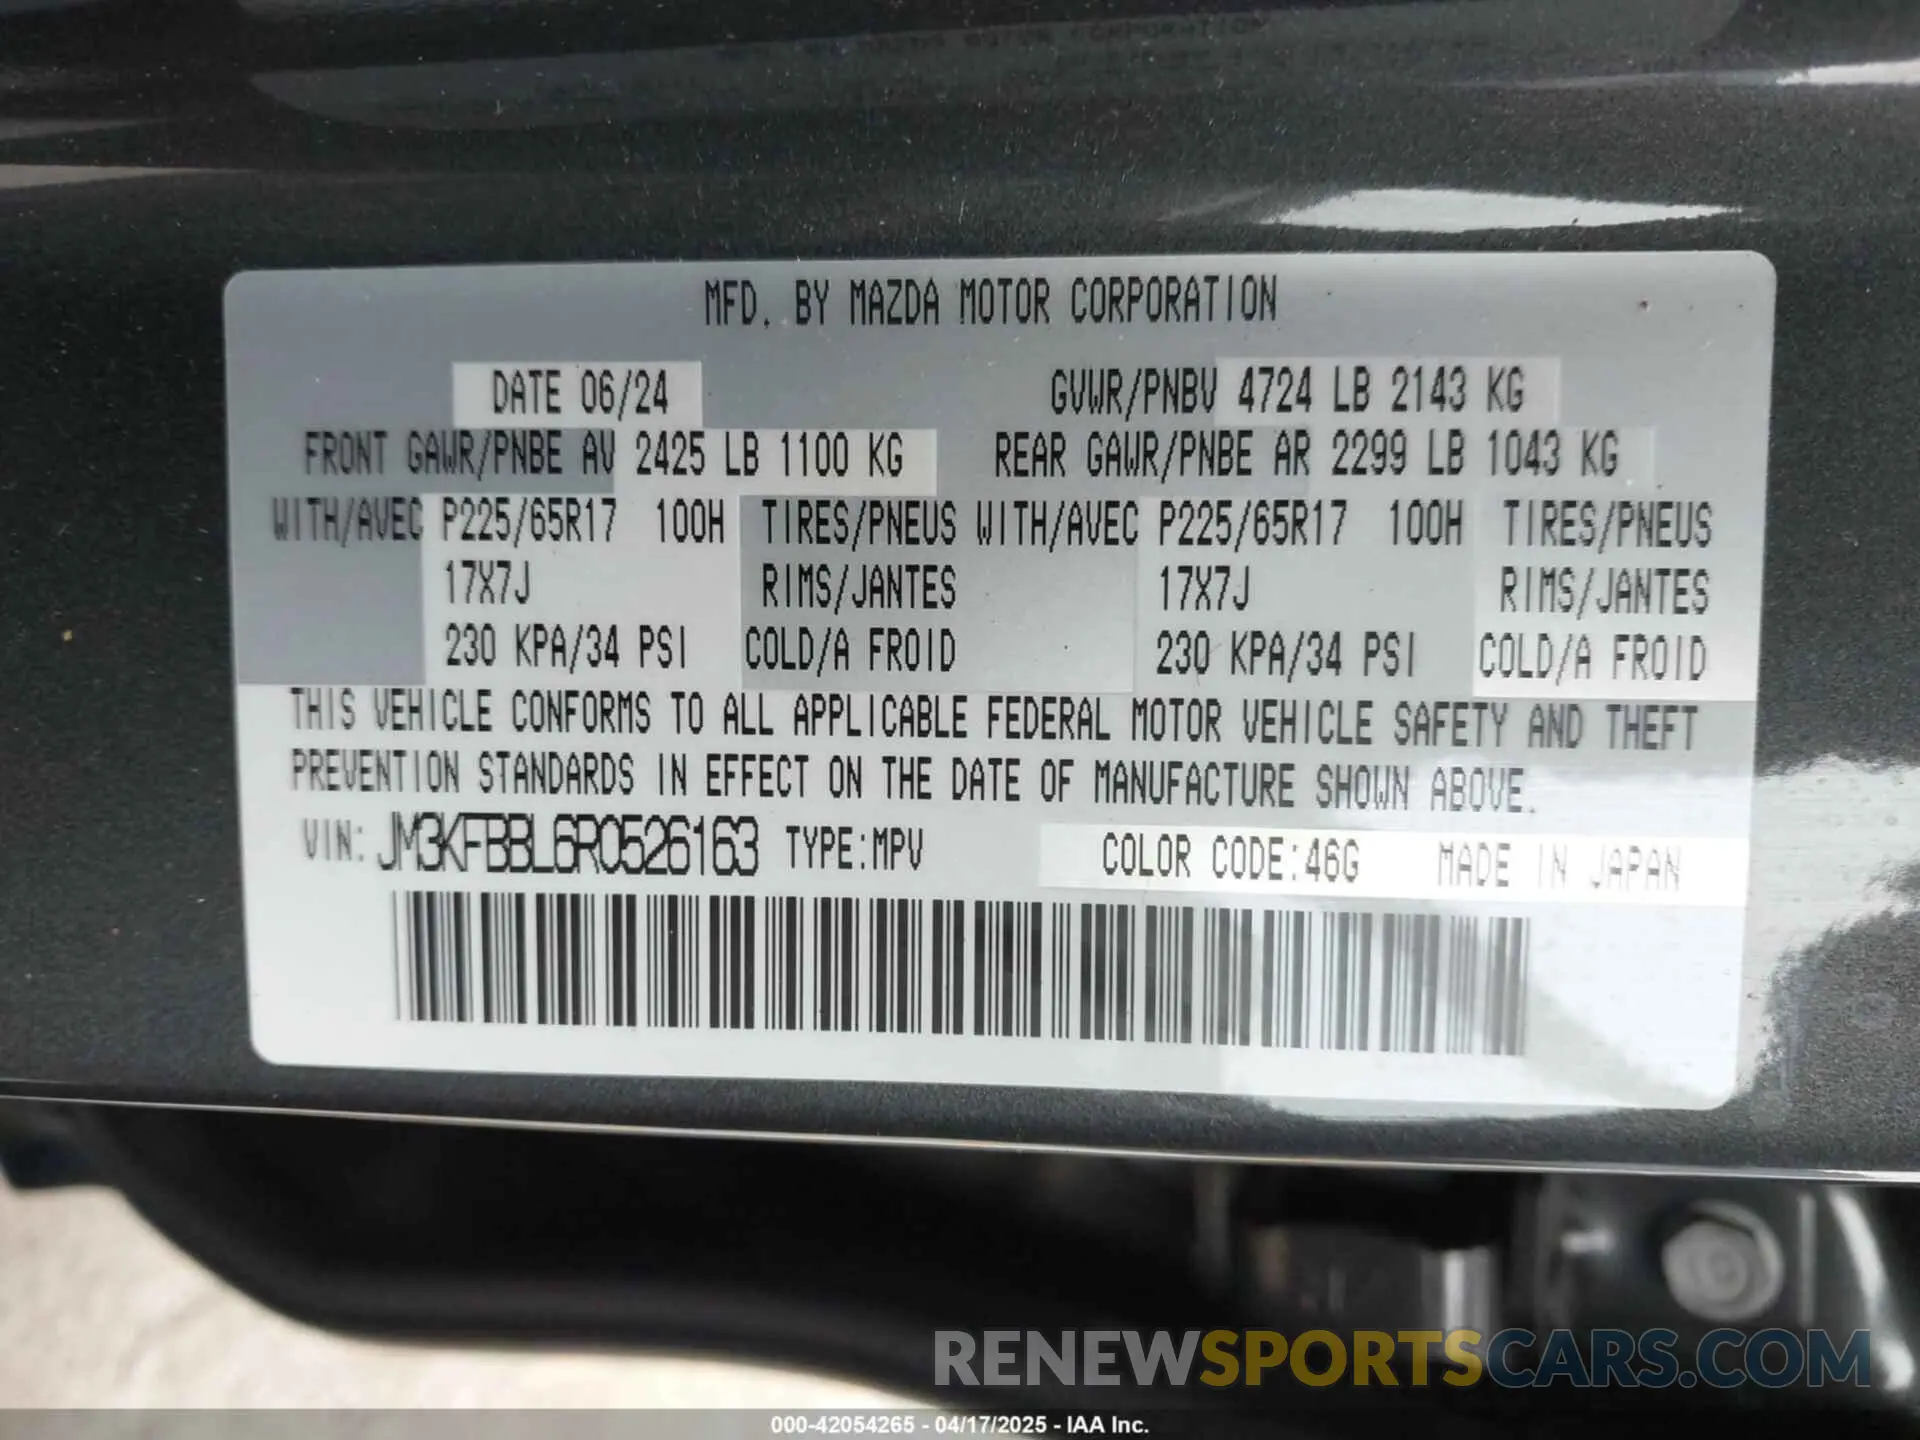 MFD. BY MAZDA MOTOR CORPORATION
DATE 06/24 GVWR/PNBV 4724 LB 2143 KG
FRONT GAWR/PNBE AV 2425 LB 1100 KG REAR GAWR/PNBE AR 2299 LB 1043 KG
WITH/AVEC P225/65R17 100H TIRES/PNEUS WITH/AVEC P225/65R17 100H TIRES/PNEUS
17X7J RIMS/JANTES 17X7J RIMS/JANTES
230 KPA/34 PSI COLD/A FROID 230 KPA/34 PSI COLD/A FROID
THIS VEHICLE CONFORMS TO ALL APPLICABLE FEDERAL MOTOR VEHICLE SAFETY AND THEFT
PREVENTION STANDARDS IN EFFECT ON THE DATE OF MANUFACTURE SHOWN ABOVE.
VIN: JM3KFBBL6R0526163 TYPE:MPV COLOR CODE:46G MADE IN JAPAN
RENEWSPORTSCARS.COM
000-42054265 - 04/17/2025 - IAA Inc.